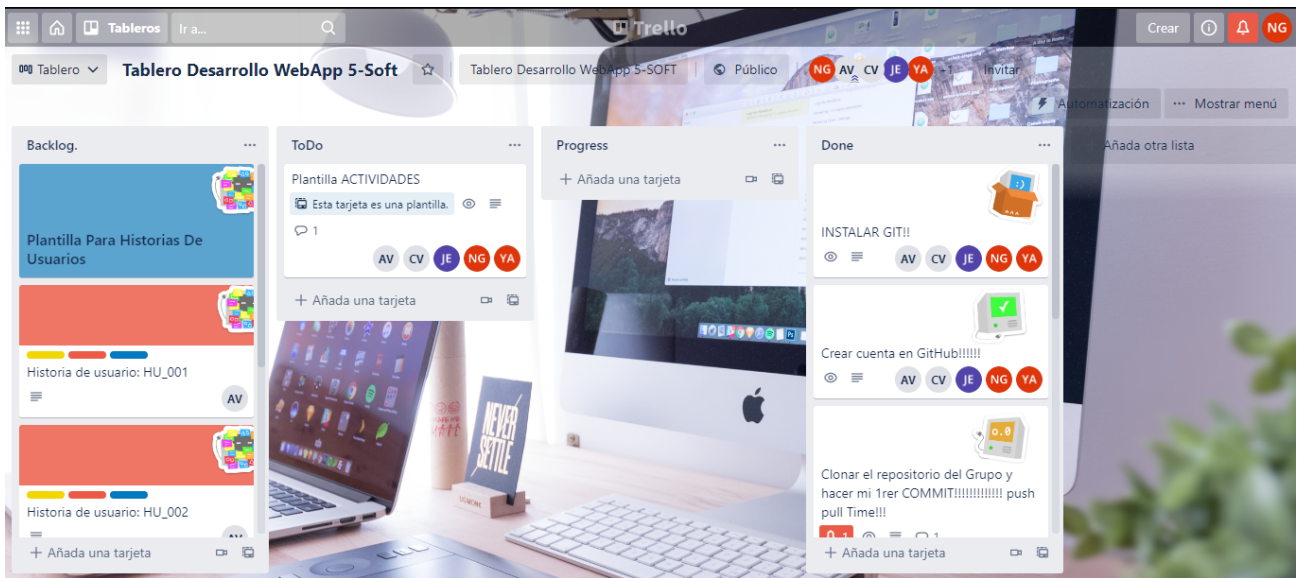 Tableros
Ir a...
Trello
Crear
NG
Tablero
Tablero Desarrollo WebApp 5-Soft
Tablero Desarrollo WebApp 5-SOFT
Público
NG AV CV JE YA
Invitar
Automatización
Mostrar menú
Backlog.
Plantilla Para Historias De
Usuarios
Historia de usuario: HU_001
AV
Historia de usuario: HU_002
+ Añada una tarjeta
ToDo
Plantilla ACTIVIDADES
Esta tarjeta es una plantilla.
1
AV CV JE NG YA
+ Añada una tarjeta
Progress
+ Añada una tarjeta
Done
INSTALAR GIT!!
AV CV JE NG YA
Crear cuenta en GitHub!!!!!!
AV CV JE NG YA
o.0
Clonar el repositorio del Grupo y
hacer mi 1rer COMMIT!!!!!!!!!!!!! push
pull Time!!!
1
+ Añada una tarjeta
Añada otra lista
NEVER
SETTLE